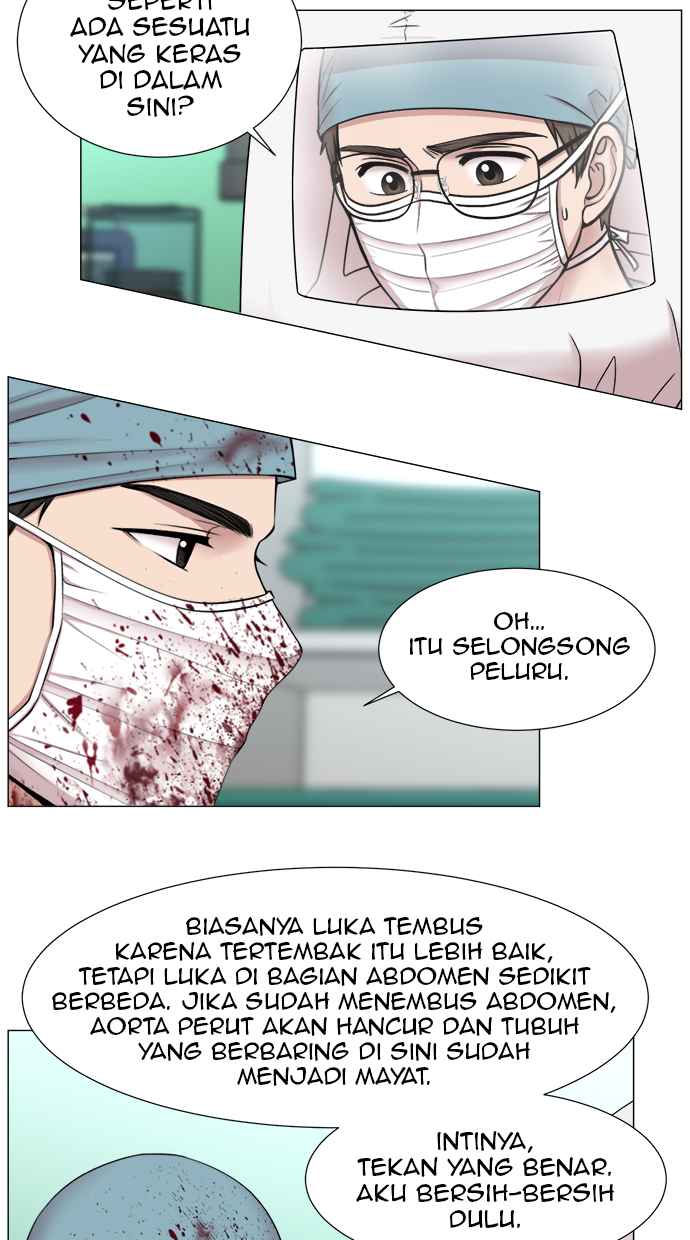 SEPERTI
ADA SESUATU
YANG KERAS
DI DALAM
SINI?
OH...
ITU SELONGSONG
PELURU.
BIASANYA LUKA TEMBUS
KARENA TERTEMBAK ITU LEBIH BAIK,
TETAPI LUKA DI BAGIAN ABDOMEN SEDIKIT
BERBEDA. JIKA SUDAH MENEMBUS ABDOMEN,
AORTA PERUT AKAN HANCUR DAN TUBUH
YANG BERBARING DI SINI SUDAH
MENJADI MAYAT.
INTINYA,
TEKAN YANG BENAR.
AKU BERSIH-BERSIH
DULU.